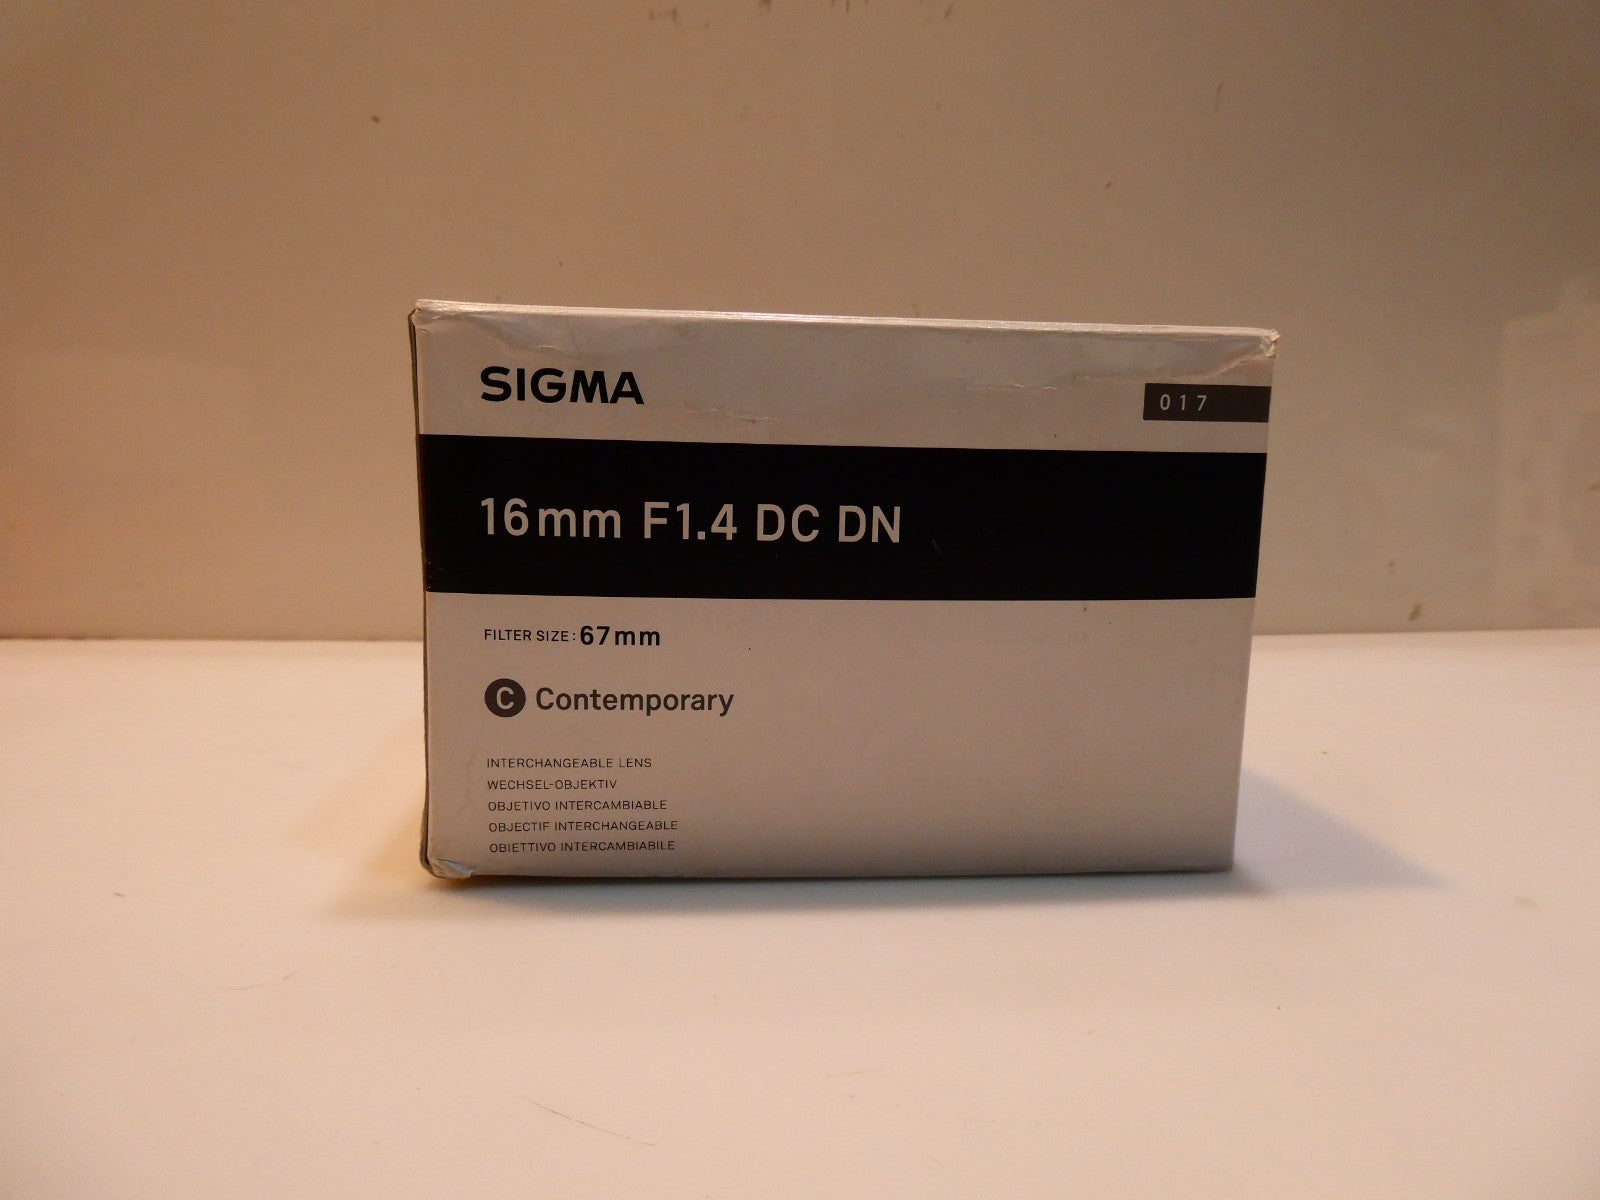 SIGMA
017
16mm F1.4 DC DN
FILTER SIZE: 67mm
C Contemporary
INTERCHANGEABLE LENS
WECHSEL-OBJEKTIV
OBJETIVO INTERCAMBIABLE
OBJECTIF INTERCHANGEABLE
OBIETTIVO INTERCAMBIABILE